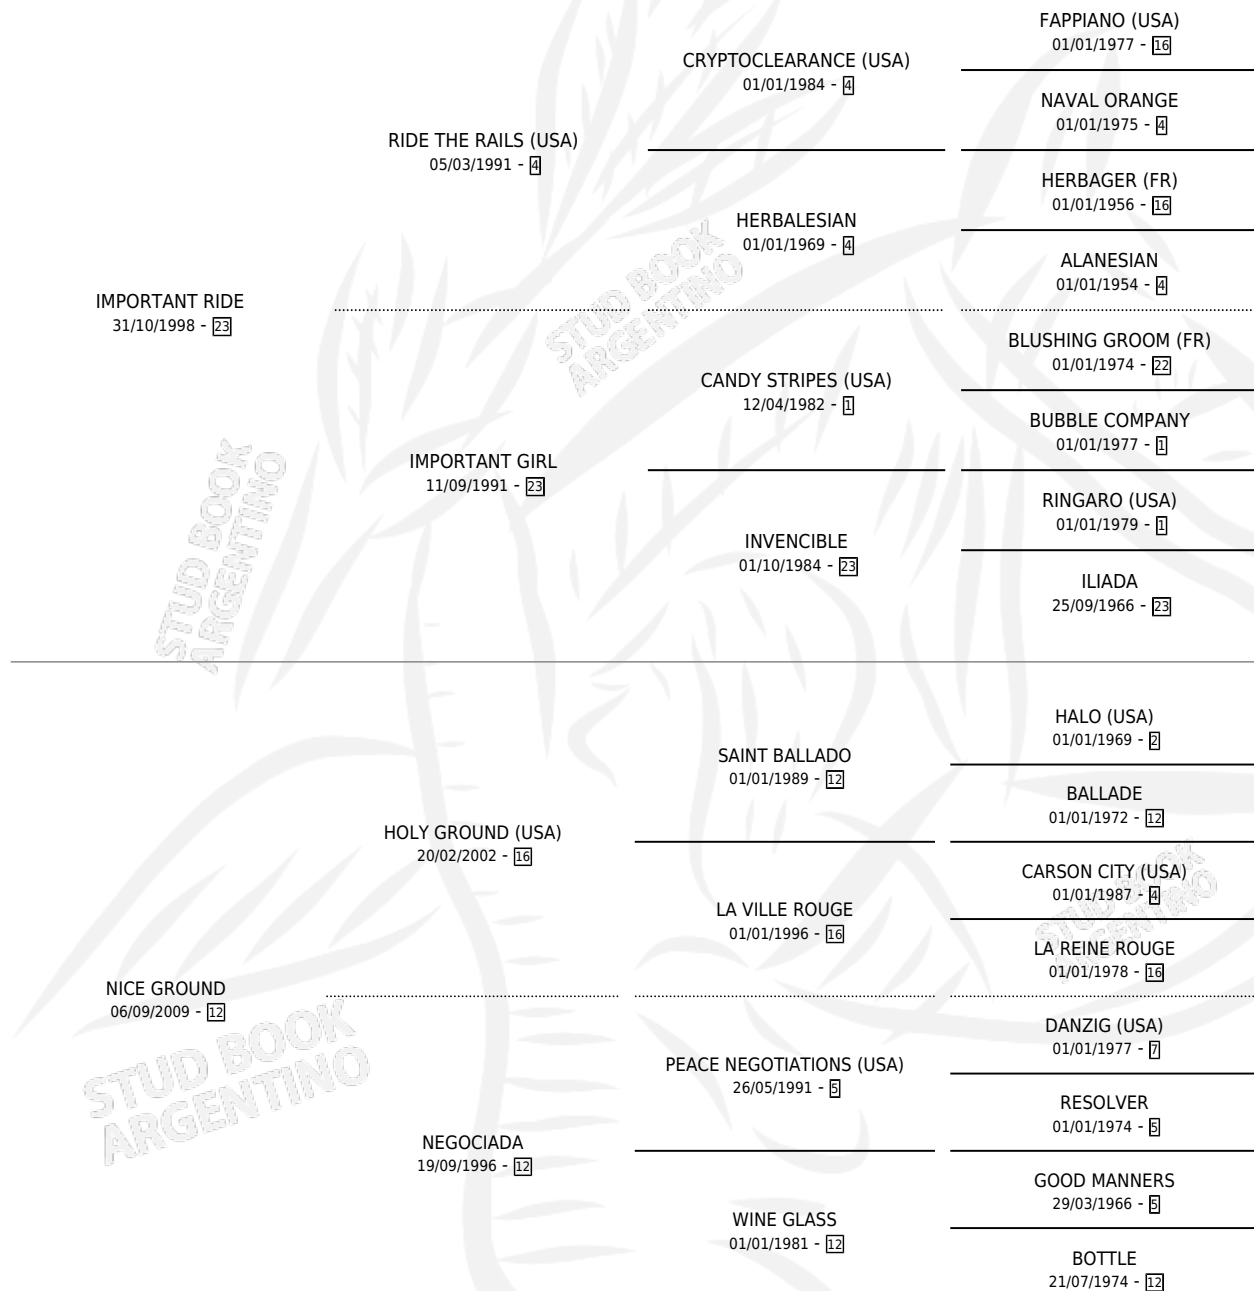 FAPPIANO (USA)
01/01/1977 - 16
CRYPTOCLEARANCE (USA)
01/01/1984 - 4
NAVAL ORANGE
01/01/1975 - 4
RIDE THE RAILS (USA)
05/03/1991 - 4
HERBAGER (FR)
01/01/1956 - 16
HERBALESIAN
01/01/1969 - 4
ALANESIAN
01/01/1954 - 4
IMPORTANT RIDE
31/10/1998 - 23
BLUSHING GROOM (FR)
01/01/1974 - 22
CANDY STRIPES (USA)
12/04/1982 - 1
BUBBLE COMPANY
01/01/1977 - 1
IMPORTANT GIRL
11/09/1991 - 23
RINGARO (USA)
01/01/1979 - 1
INVENCIBLE
01/10/1984 - 23
ILIADA
25/09/1966 - 23
HALO (USA)
01/01/1969 - 2
SAINT BALLADO
01/01/1989 - 12
BALLADE
01/01/1972 - 12
HOLY GROUND (USA)
20/02/2002 - 16
CARSON CITY (USA)
01/01/1987 - 4
LA VILLE ROUGE
01/01/1996 - 16
LA REINE ROUGE
01/01/1978 - 16
NICE GROUND
06/09/2009 - 12
DANZIG (USA)
01/01/1977 - 7
PEACE NEGOTIATIONS (USA)
26/05/1991 - 5
RESOLVER
01/01/1974 - 5
NEGOCIADA
19/09/1996 - 12
GOOD MANNERS
29/03/1966 - 5
WINE GLASS
01/01/1981 - 12
BOTTLE
21/07/1974 - 12
STUD BOOK
ARGENTINO
STUD BOOK
ARGENTINO
STUD BOOK
ARGENTINO
STUD BOOK
ARGENTINO